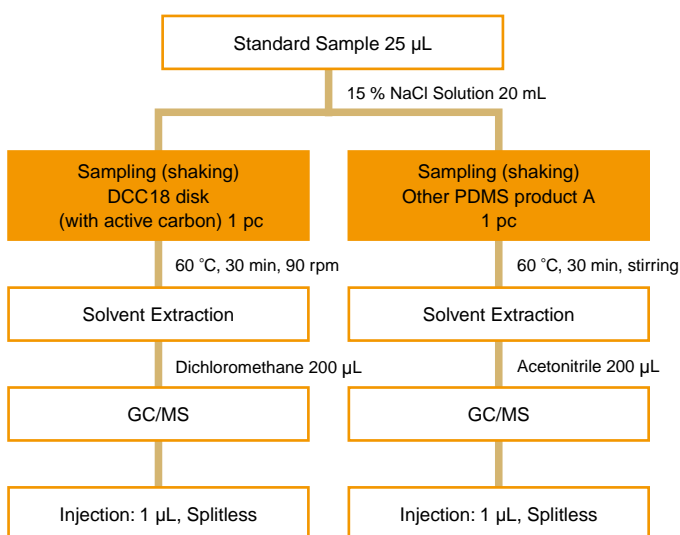 Standard Sample 25 µL
15 % NaCl Solution 20 mL
Sampling (shaking)
DCC18 disk
(with active carbon) 1 pc
Sampling (shaking)
Other PDMS product A
1 pc
60 °C, 30 min, 90 rpm
60 °C, 30 min, stirring
Solvent Extraction
Solvent Extraction
Dichloromethane 200 µL
Acetonitrile 200 µL
GC/MS
GC/MS
Injection: 1 µL, Splitless
Injection: 1 µL, Splitless